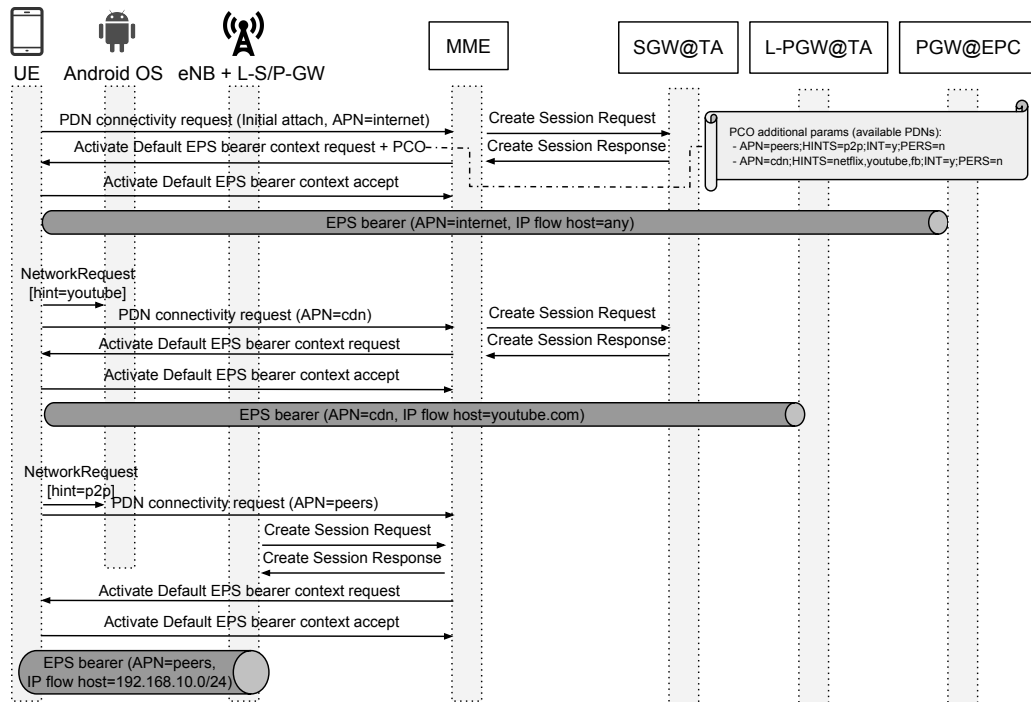 UE Android OS eNB + L-S/P-GW MME SGW@TA L-PGW@TA PGW@EPC
PDN connectivity request (Initial attach, APN=internet)
Create Session Request
Activate Default EPS bearer context request + PCO
Create Session Response
PCO additional params (available PDNs):
- APN=peers;HINTS=p2p;INT=y;PERS=n
- APN=cdn;HINTS=netflix,youtube,fb;INT=y;PERS=n
Activate Default EPS bearer context accept
EPS bearer (APN=internet, IP flow host=any)
NetworkRequest
[hint=youtube]
PDN connectivity request (APN=cdn)
Create Session Request
Activate Default EPS bearer context request
Create Session Response
Activate Default EPS bearer context accept
EPS bearer (APN=cdn, IP flow host=youtube.com)
NetworkRequest
[hint=p2p]
PDN connectivity request (APN=peers)
Create Session Request
Create Session Response
Activate Default EPS bearer context request
Activate Default EPS bearer context accept
EPS bearer (APN=peers,
IP flow host=192.168.10.0/24)